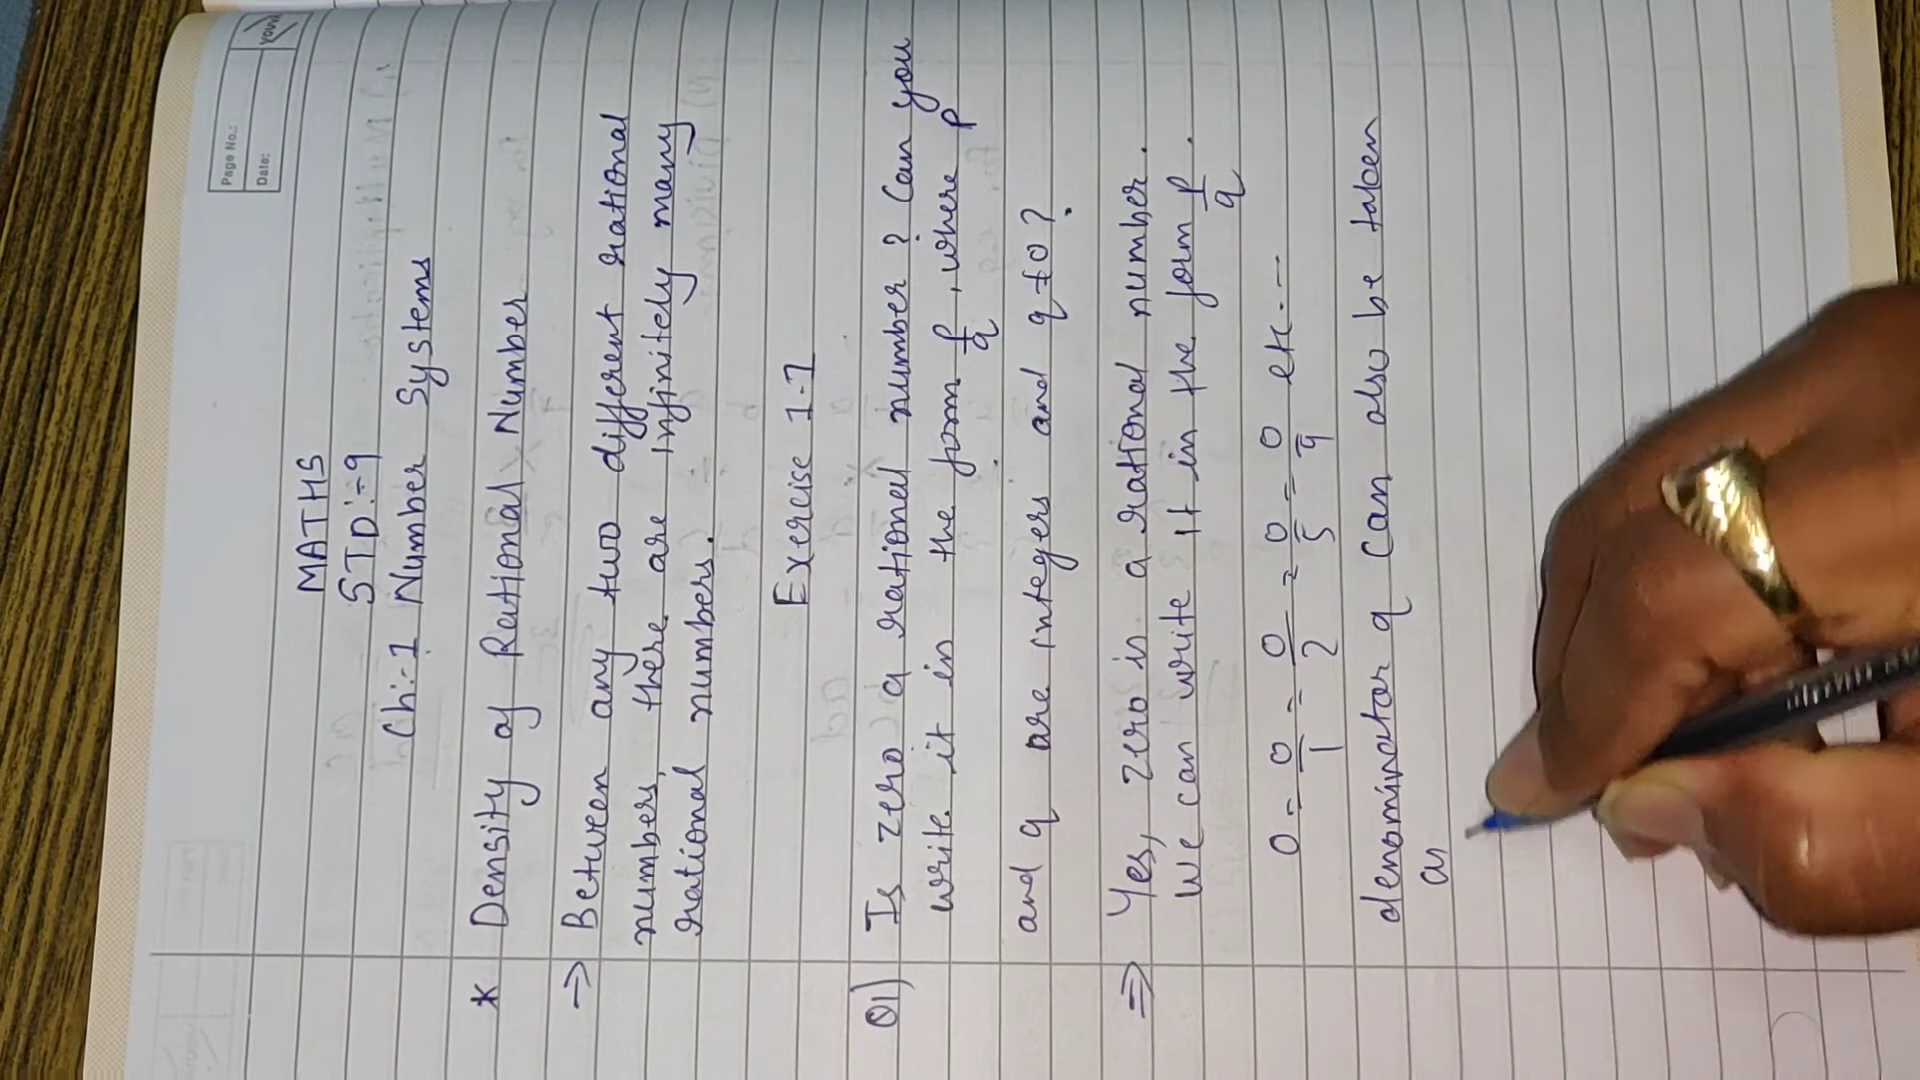 Page No.:
Date:
YOUVA
MATHS
STD:-9
Ch:-1 Number Systems
* Density of Rational Number
→ Between any two different rational
numbers, there are infinitely many
rational numbers.
Exercise 1.1
Q1) Is zero a rational number? Can you
write it in the form p/q, where p
and q are integers and q≠0?
⇒ Yes, zero is a rational number.
We can write it in the form p/q.
0 = 0/1 = 0/2 = 0/5 = 0/9 etc...
denominator q can also be taken
as